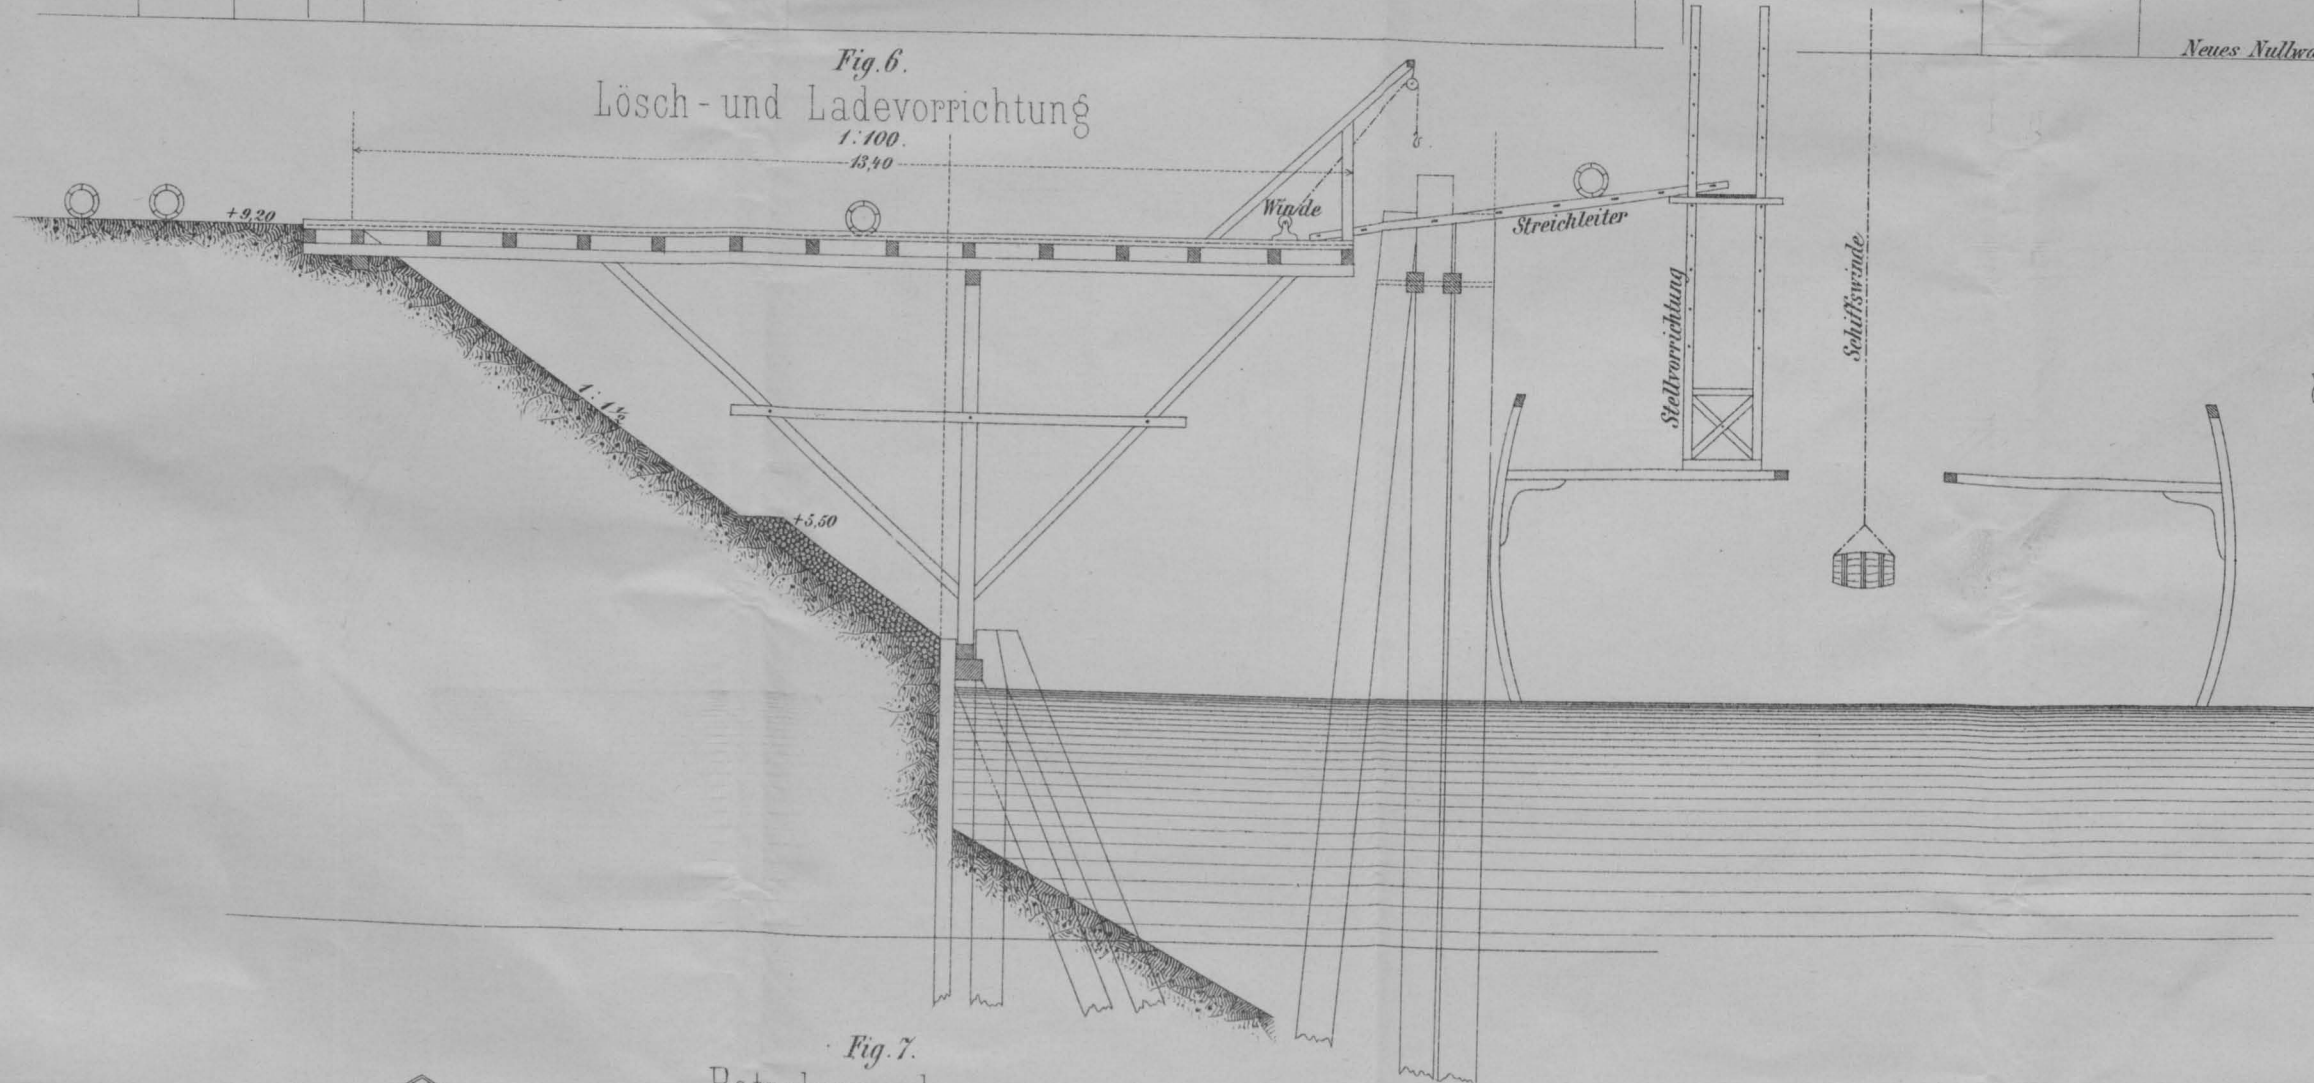 Neues Nullwa
Fig. 6.
Lösch- und Ladevorrichtung
1:100.
13,40
+9,20
Winde
Streichleiter
Stellvorrichtung
Schiffswinde
1:1½
+5,50
Fig. 7.